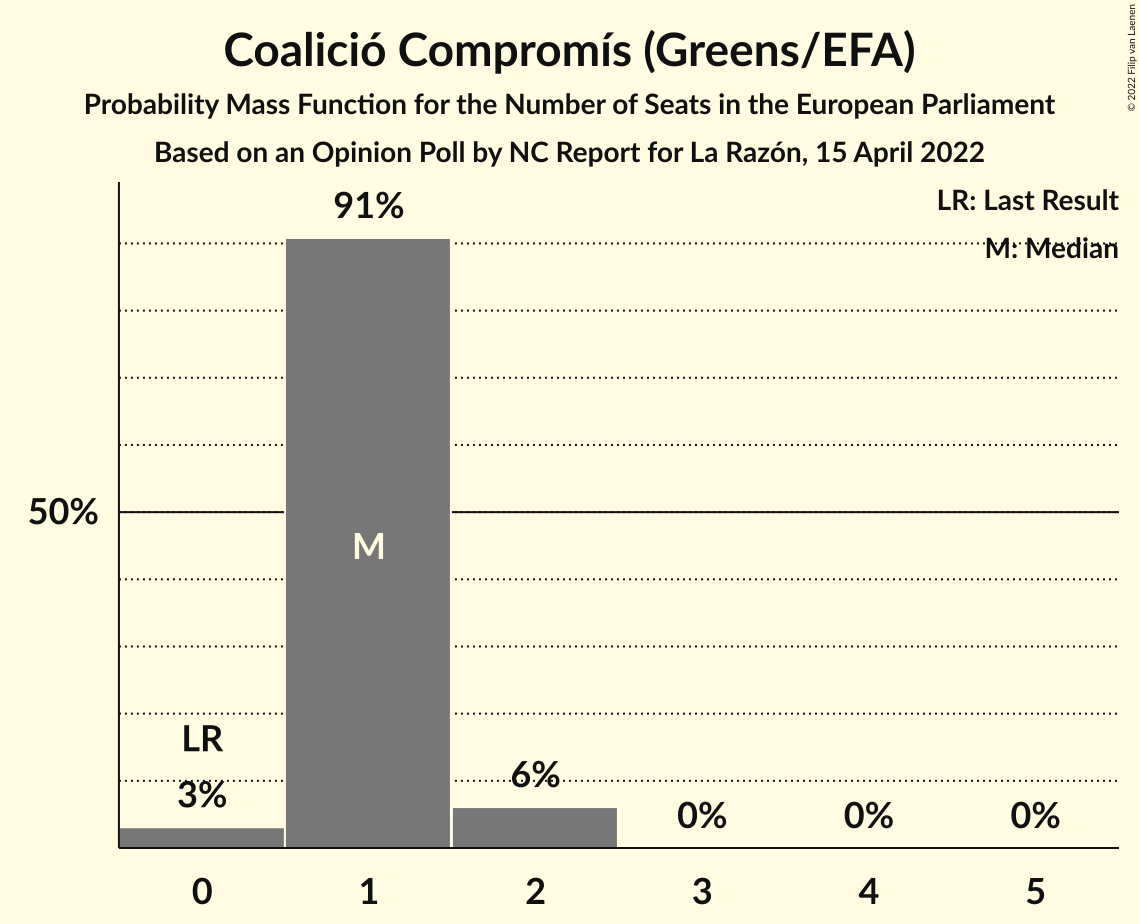 Coalició Compromís (Greens/EFA)
Probability Mass Function for the Number of Seats in the European Parliament
Based on an Opinion Poll by NC Report for La Razón, 15 April 2022
© 2022 Filip van Laenen
LR: Last Result
M: Median
91%
50%
M
LR
3%
6%
0%
0%
0%
0
1
2
3
4
5